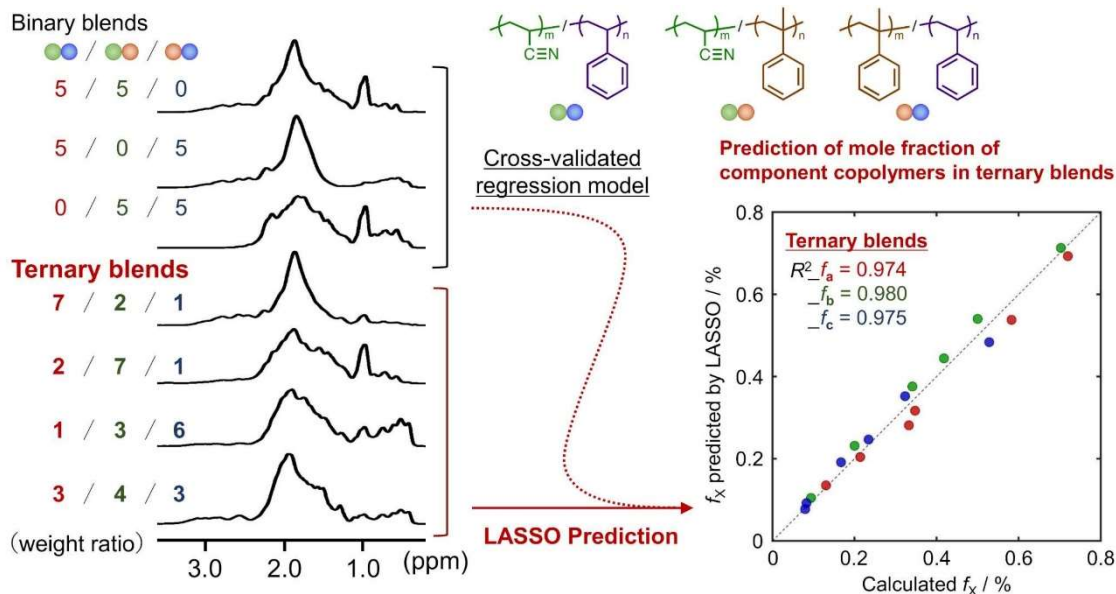 Binary blends
5 / 5 / 0
5 / 0 / 5
0 / 5 / 5
Ternary blends
7 / 2 / 1
2 / 7 / 1
1 / 3 / 6
3 / 4 / 3
(weight ratio)
3.0 2.0 1.0 (ppm)
m / n
C≡N
m / n
C≡N
m / n
Cross-validated
regression model
LASSO Prediction
Prediction of mole fraction of
component copolymers in ternary blends
Ternary blends
R²_fa = 0.974
_fb = 0.980
_fc = 0.975
fX predicted by LASSO / %
0.8
0.6
0.4
0.2
0
0.2 0.4 0.6 0.8
Calculated fX / %